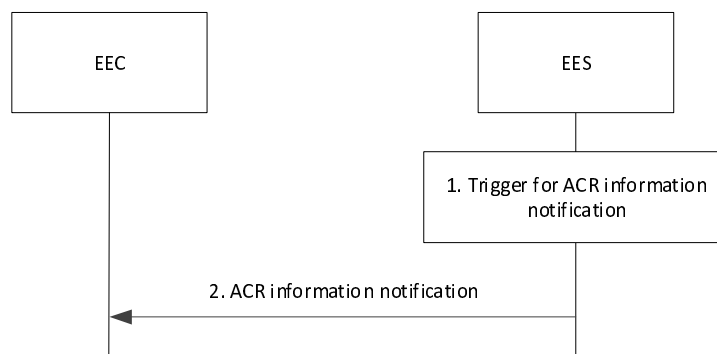 EEC
EES
1. Trigger for ACR information
notification
2. ACR information notification